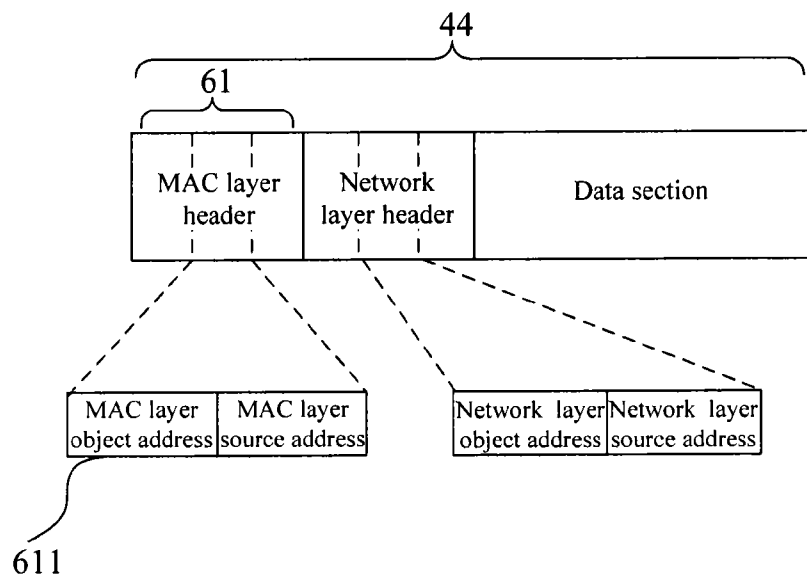 44
61
MAC layer
header
Network
layer header
Data section
MAC layer
object address
MAC layer
source address
Network layer
object address
Network layer
source address
611